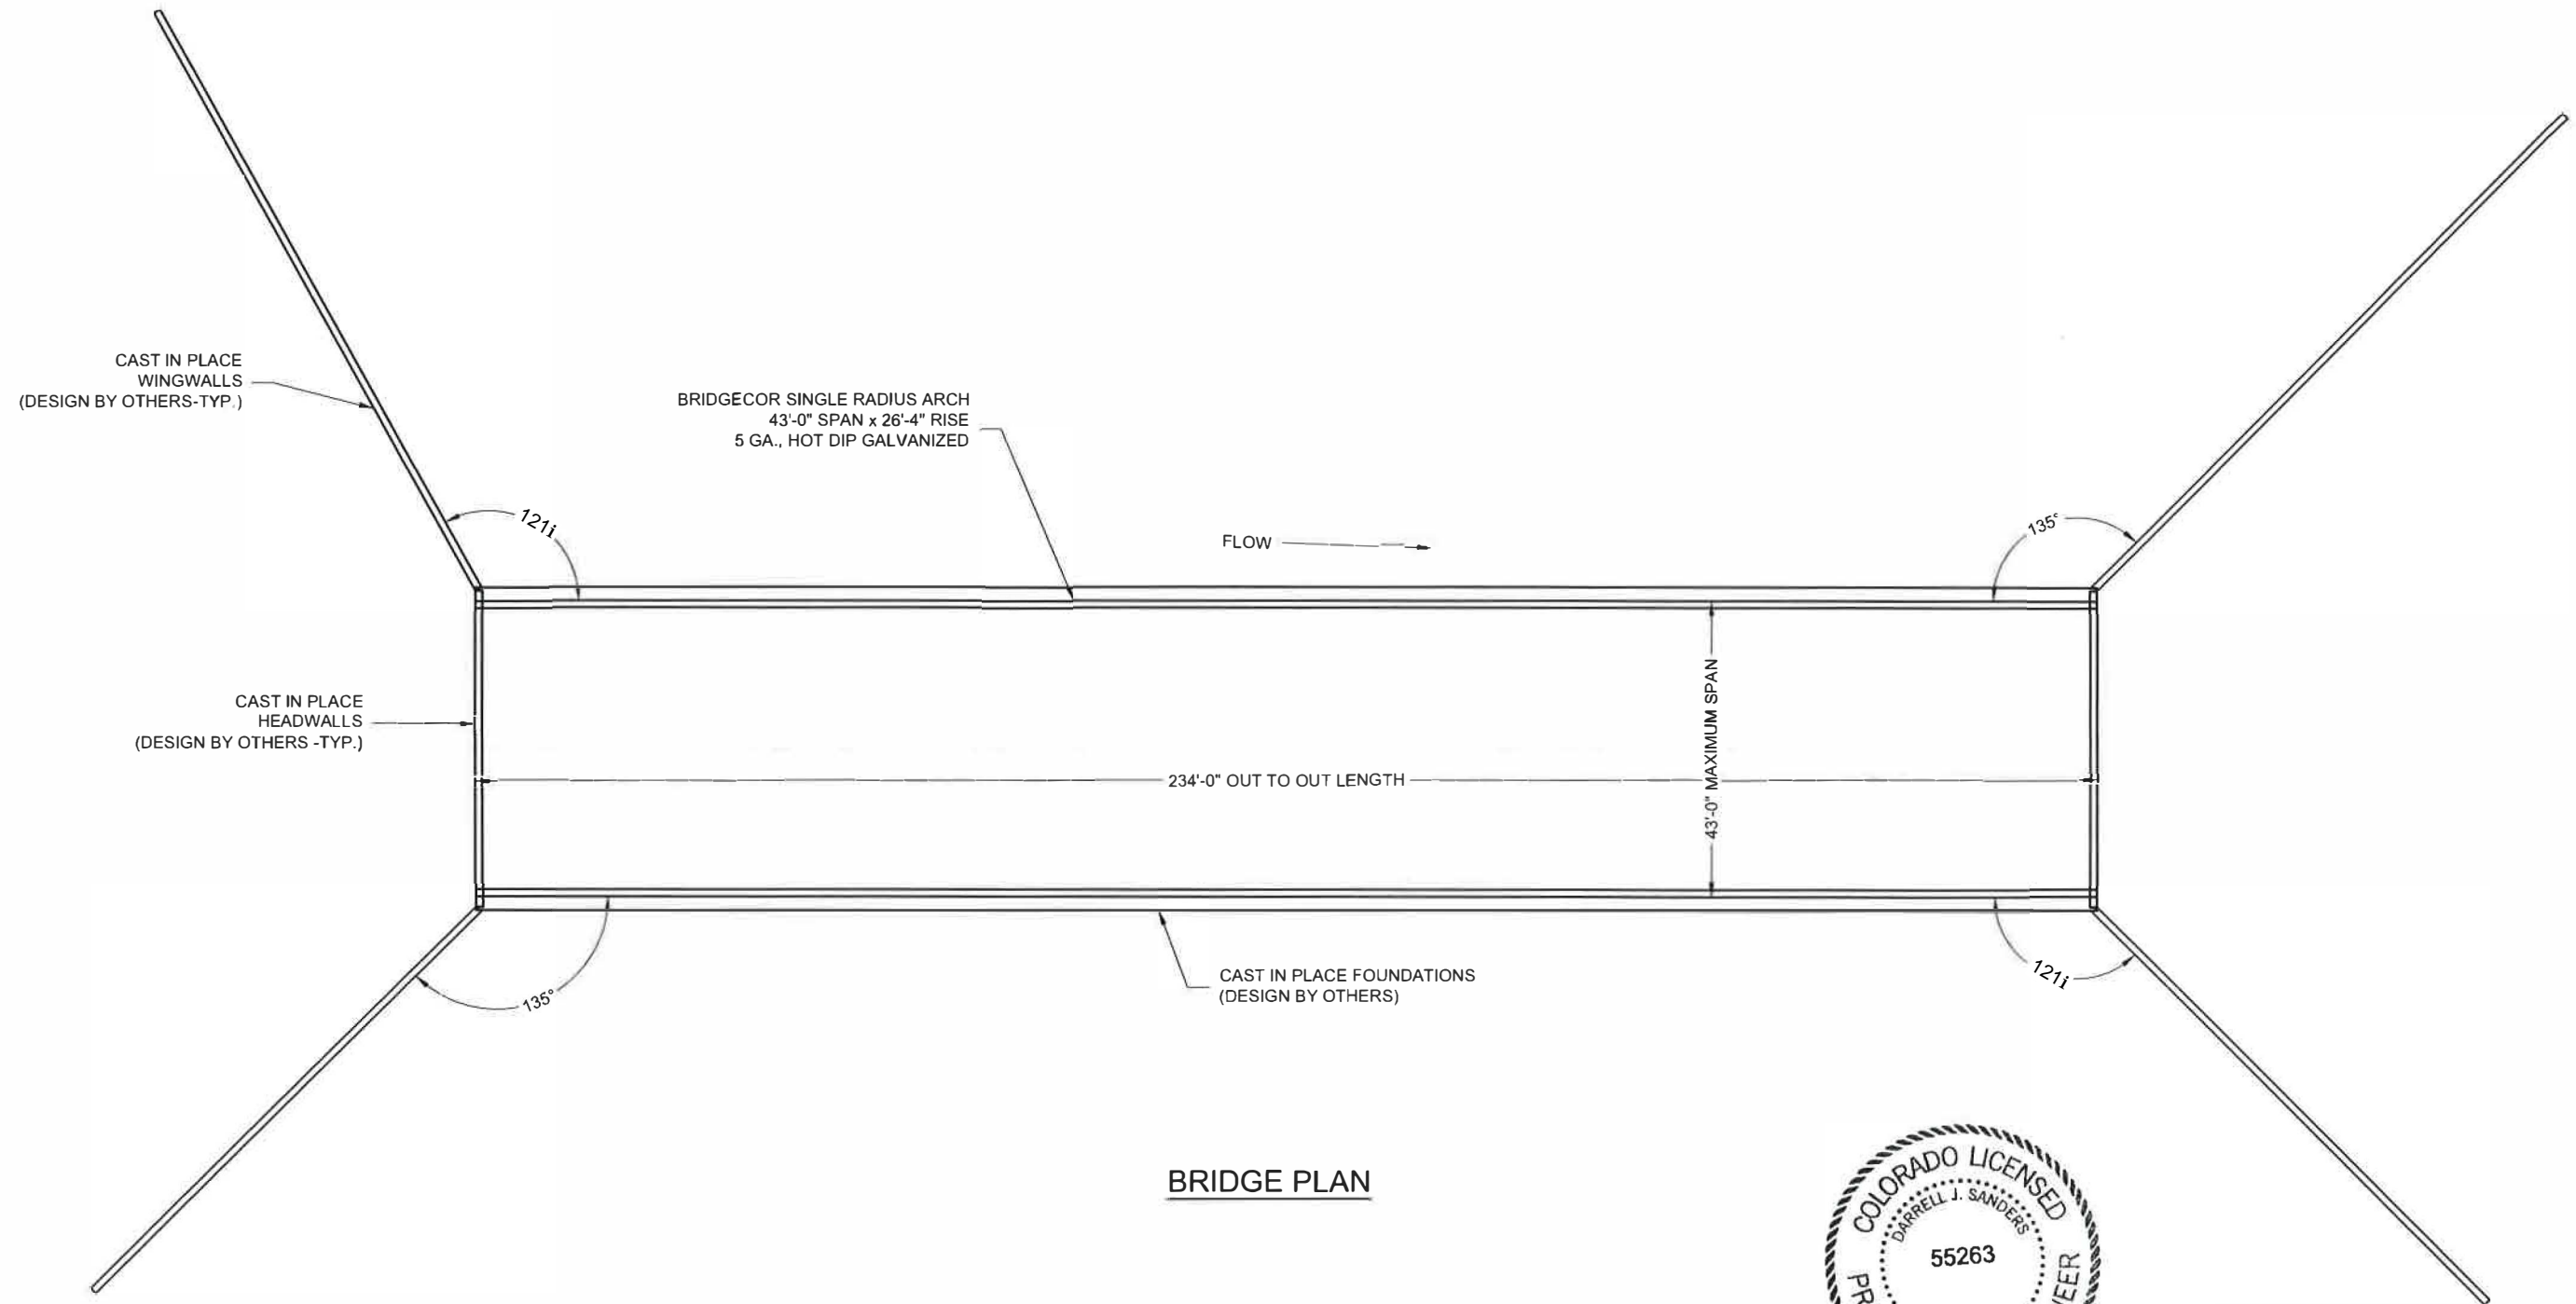 CAST IN PLACE
WINGWALLS
(DESIGN BY OTHERS-TYP.)
BRIDGECOR SINGLE RADIUS ARCH
43'-0" SPAN x 26'-4" RISE
5 GA., HOT DIP GALVANIZED
121i
FLOW
135°
CAST IN PLACE
HEADWALLS
(DESIGN BY OTHERS -TYP.)
43'-0" MAXIMUM SPAN
234'-0" OUT TO OUT LENGTH
135°
CAST IN PLACE FOUNDATIONS
(DESIGN BY OTHERS)
121i
BRIDGE PLAN
COLORADO LICENSED
DARRELL J. SANDERS
55263